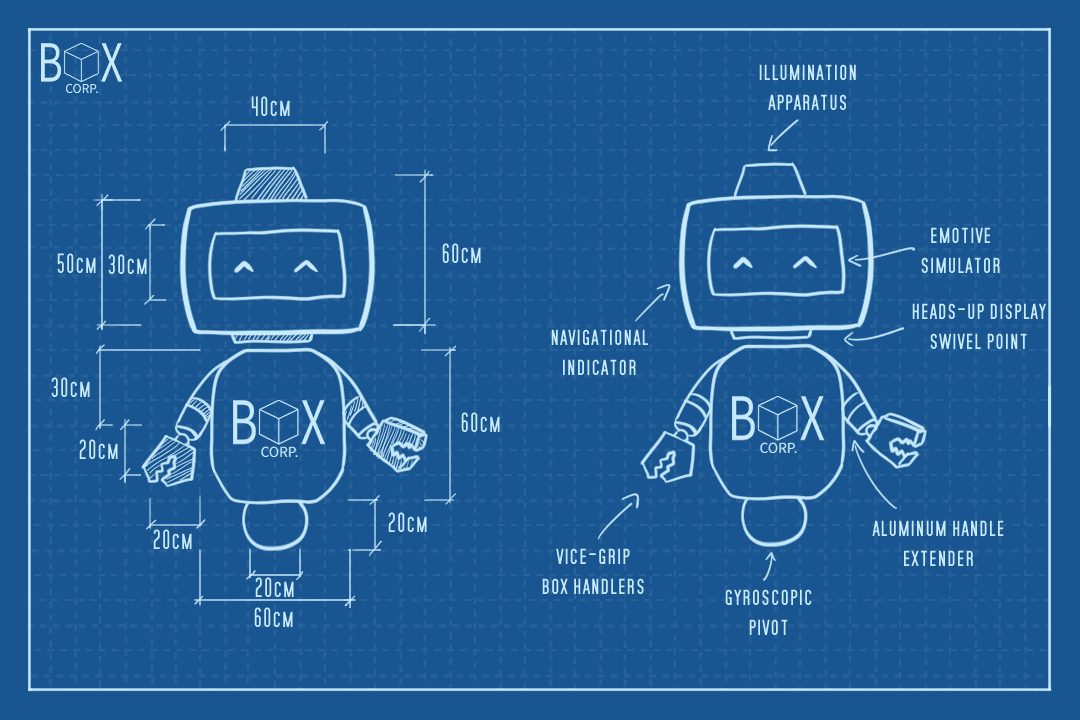 BOX
CORP.
40CM
50CM
30CM
60CM
30CM
20CM
60CM
20CM
20CM
20CM
60CM
BOX
CORP.
ILLUMINATION
APPARATUS
EMOTIVE
SIMULATOR
HEADS-UP DISPLAY
SWIVEL POINT
NAVIGATIONAL
INDICATOR
BOX
CORP.
ALUMINUM HANDLE
EXTENDER
VICE-GRIP
BOX HANDLERS
GYROSCOPIC
PIVOT